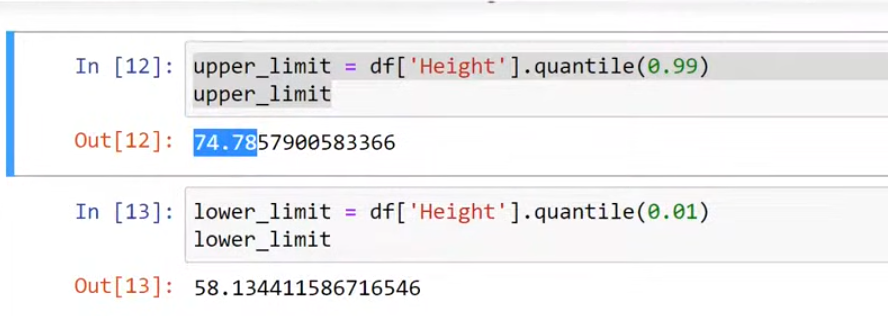 In [12]: upper_limit = df['Height'].quantile(0.99)
upper_limit
Out[12]: 74.7857900583366
In [13]: lower_limit = df['Height'].quantile(0.01)
lower_limit
Out[13]: 58.134411586716546